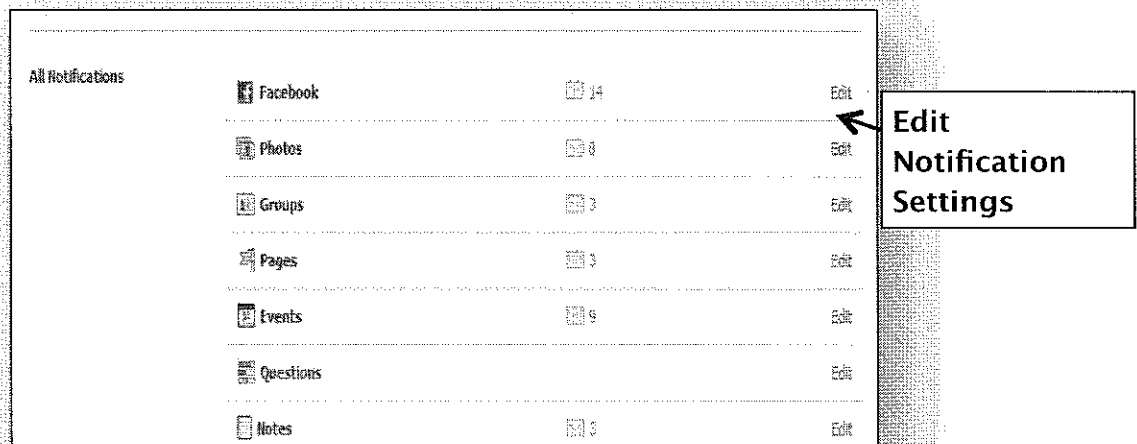 All Notifications
Facebook 14 Edit
Photos 8 Edit
Groups 3 Edit
Pages 3 Edit
Events 9 Edit
Questions Edit
Notes 3 Edit
Edit
Notification
Settings